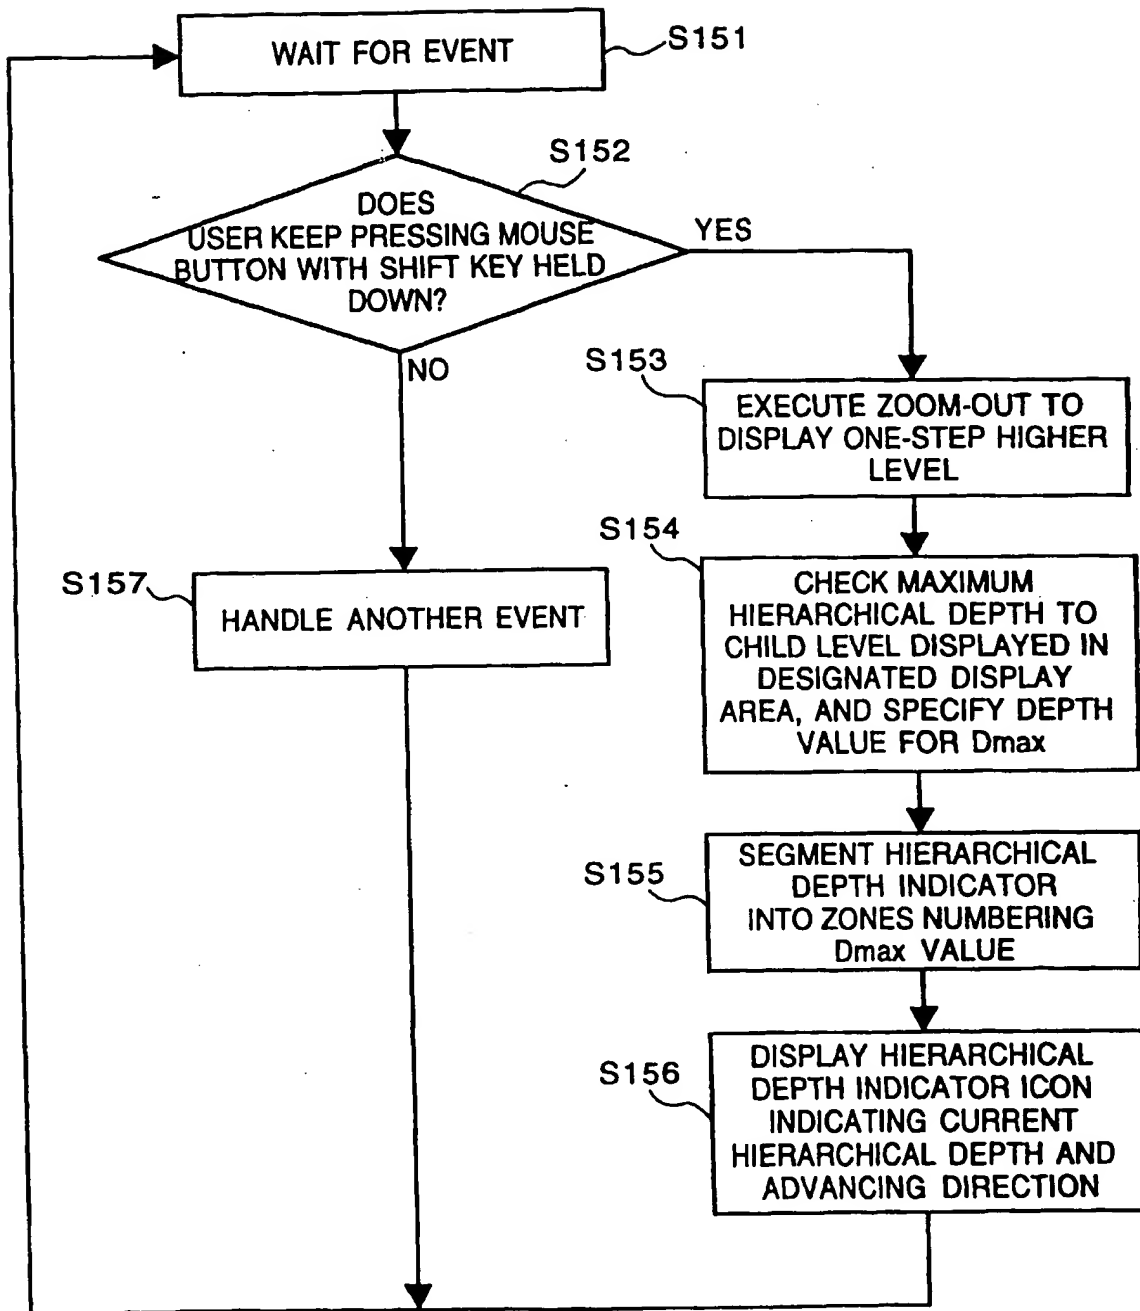 WAIT FOR EVENT
S151
S152
DOES
USER KEEP PRESSING MOUSE
BUTTON WITH SHIFT KEY HELD
DOWN?
YES
NO
S153
EXECUTE ZOOM-OUT TO
DISPLAY ONE-STEP HIGHER
LEVEL
S154
CHECK MAXIMUM
HIERARCHICAL DEPTH TO
CHILD LEVEL DISPLAYED IN
DESIGNATED DISPLAY
AREA, AND SPECIFY DEPTH
VALUE FOR Dmax
S157
HANDLE ANOTHER EVENT
S155
SEGMENT HIERARCHICAL
DEPTH INDICATOR
INTO ZONES NUMBERING
Dmax VALUE
S156
DISPLAY HIERARCHICAL
DEPTH INDICATOR ICON
INDICATING CURRENT
HIERARCHICAL DEPTH AND
ADVANCING DIRECTION